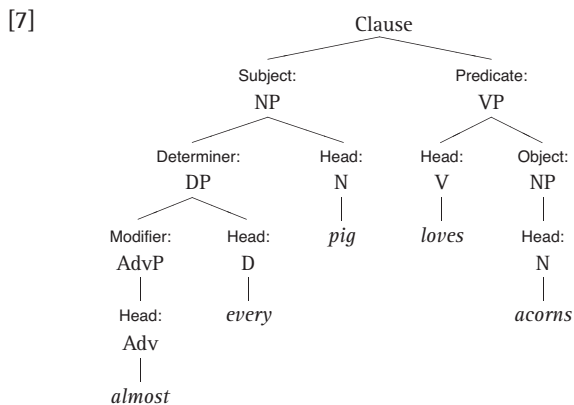 [7]
Clause
Subject: Predicate:
NP VP
Determiner: Head: Head: Object:
DP N V NP
Modifier: Head: pig loves Head:
AdvP D N
Head: every acorns
Adv
almost